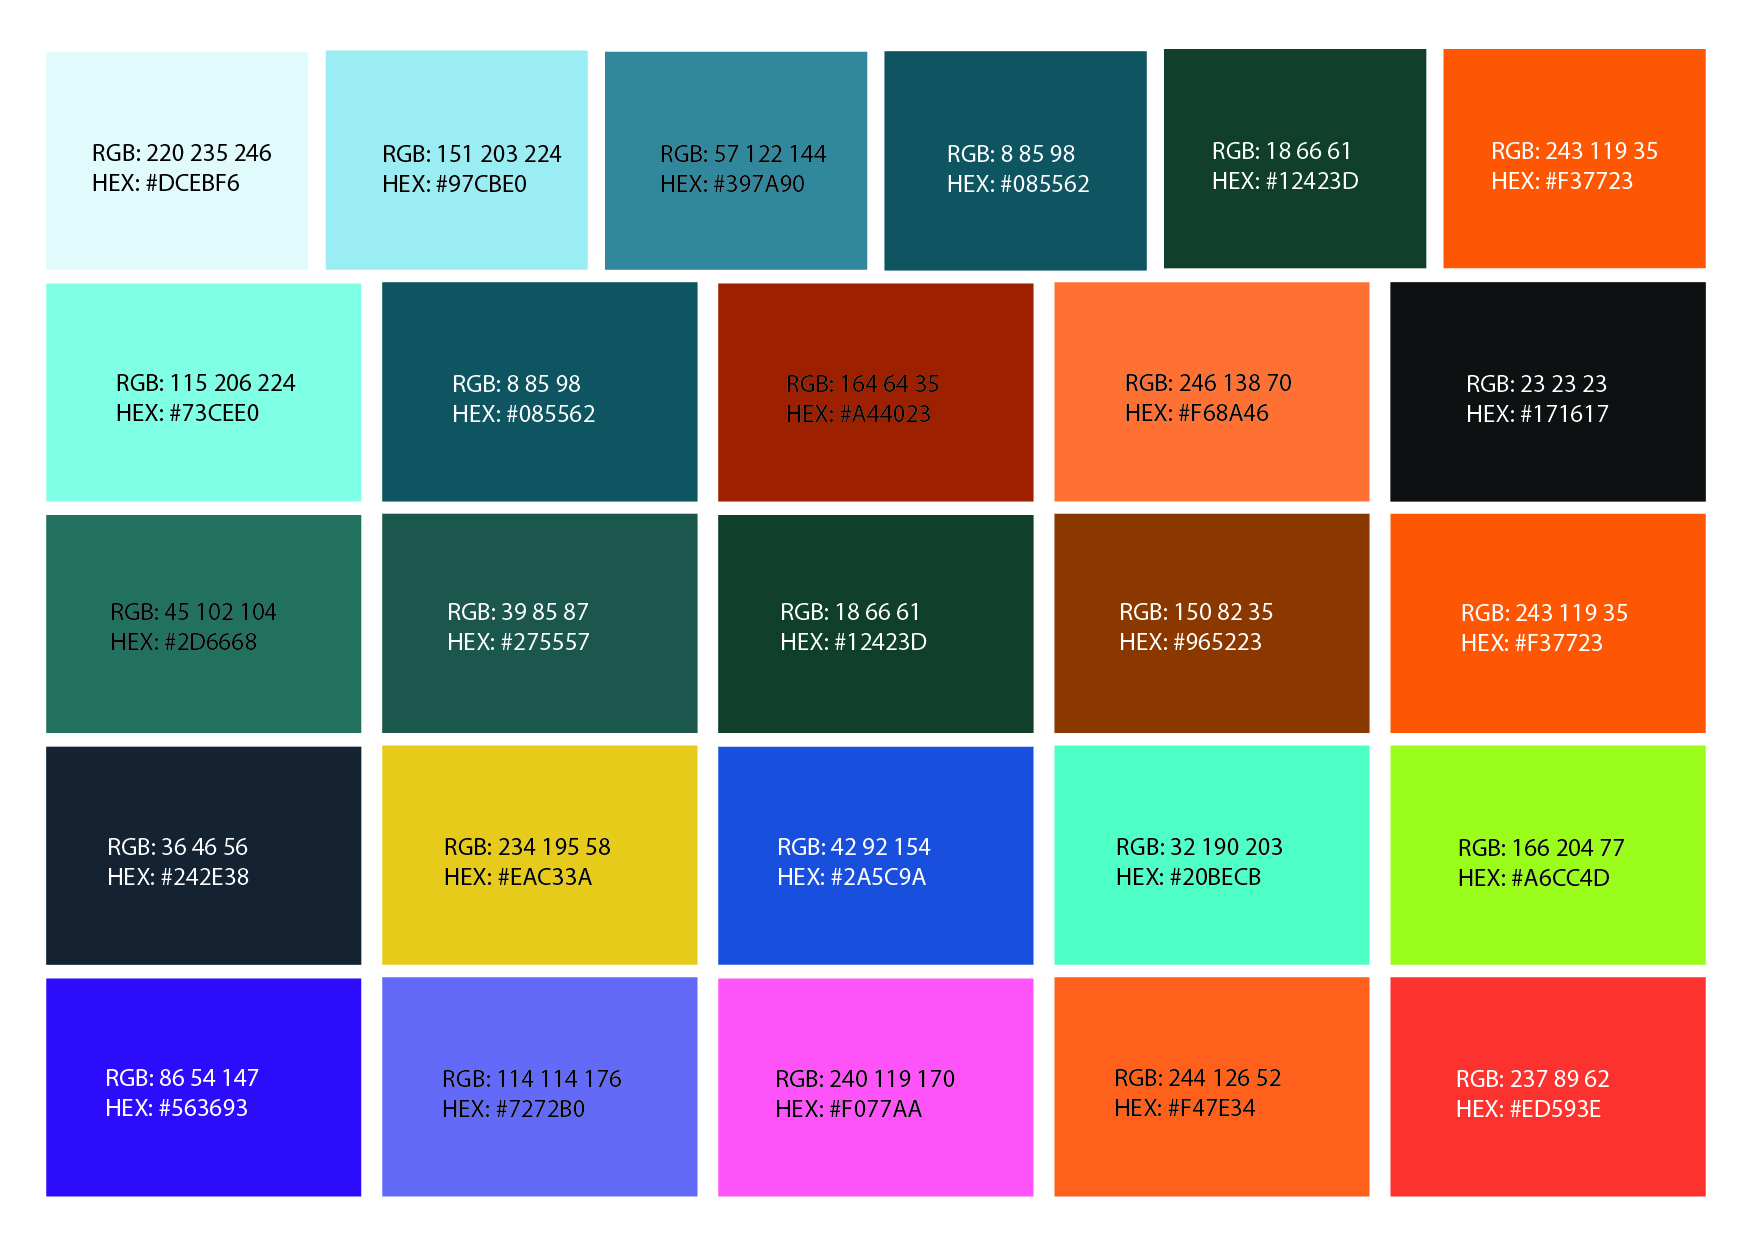 RGB: 220 235 246
HEX: #DCEBF6
RGB: 151 203 224
HEX: #97CBE0
RGB: 57 122 144
HEX: #397A90
RGB: 8 85 98
HEX: #085562
RGB: 18 66 61
HEX: #12423D
RGB: 243 119 35
HEX: #F37723
RGB: 115 206 224
HEX: #73CEE0
RGB: 8 85 98
HEX: #085562
RGB: 164 64 35
HEX: #A44023
RGB: 246 138 70
HEX: #F68A46
RGB: 23 23 23
HEX: #171617
RGB: 45 102 104
HEX: #2D6668
RGB: 39 85 87
HEX: #275557
RGB: 18 66 61
HEX: #12423D
RGB: 150 82 35
HEX: #965223
RGB: 243 119 35
HEX: #F37723
RGB: 36 46 56
HEX: #242E38
RGB: 234 195 58
HEX: #EAC33A
RGB: 42 92 154
HEX: #2A5C9A
RGB: 32 190 203
HEX: #20BECB
RGB: 166 204 77
HEX: #A6CC4D
RGB: 86 54 147
HEX: #563693
RGB: 114 114 176
HEX: #7272B0
RGB: 240 119 170
HEX: #F077AA
RGB: 244 126 52
HEX: #F47E34
RGB: 237 89 62
HEX: #ED593E